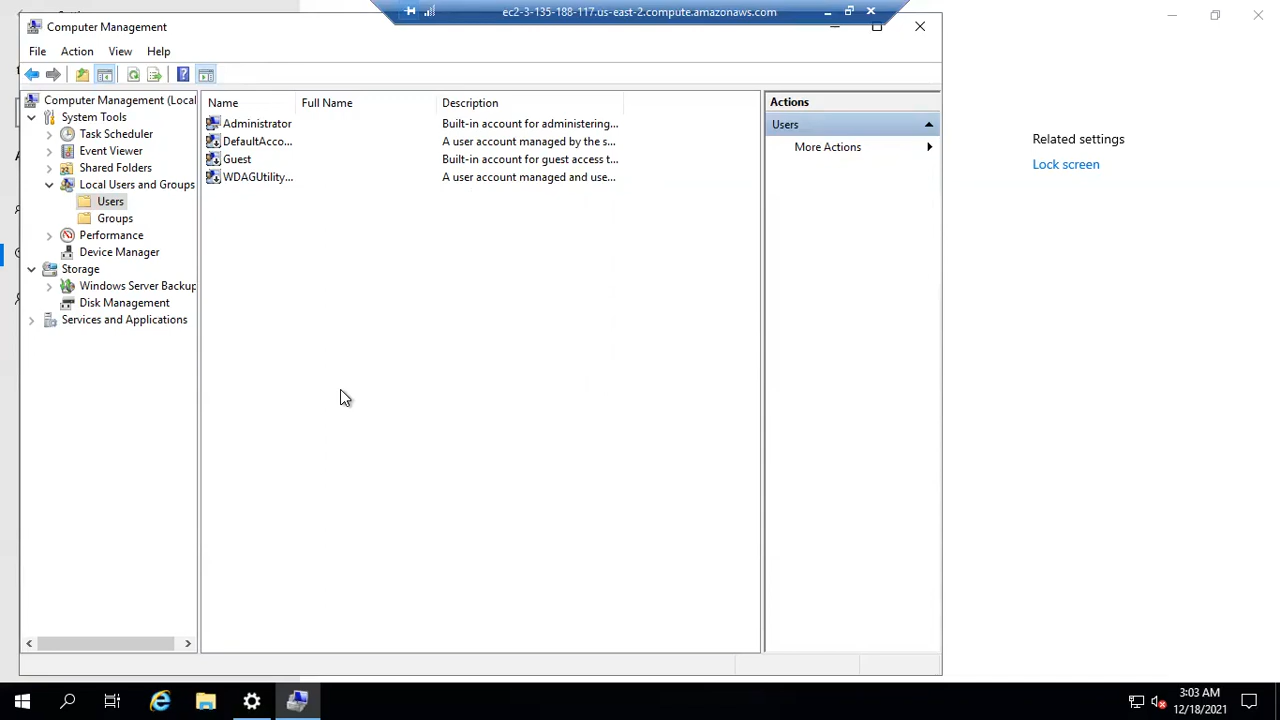 ec2-3-135-188-117.us-east-2.compute.amazonaws.com
Computer Management
File Action View Help
Computer Management (Local
System Tools
Task Scheduler
Event Viewer
Shared Folders
Local Users and Groups
Users
Groups
Performance
Device Manager
Storage
Windows Server Backup
Disk Management
Services and Applications
Name Full Name Description
Administrator Built-in account for administering...
DefaultAcco... A user account managed by the s...
Guest Built-in account for guest access t...
WDAGUtility... A user account managed and use...
Actions
Users
More Actions
Related settings
Lock screen
3:03 AM
12/18/2021